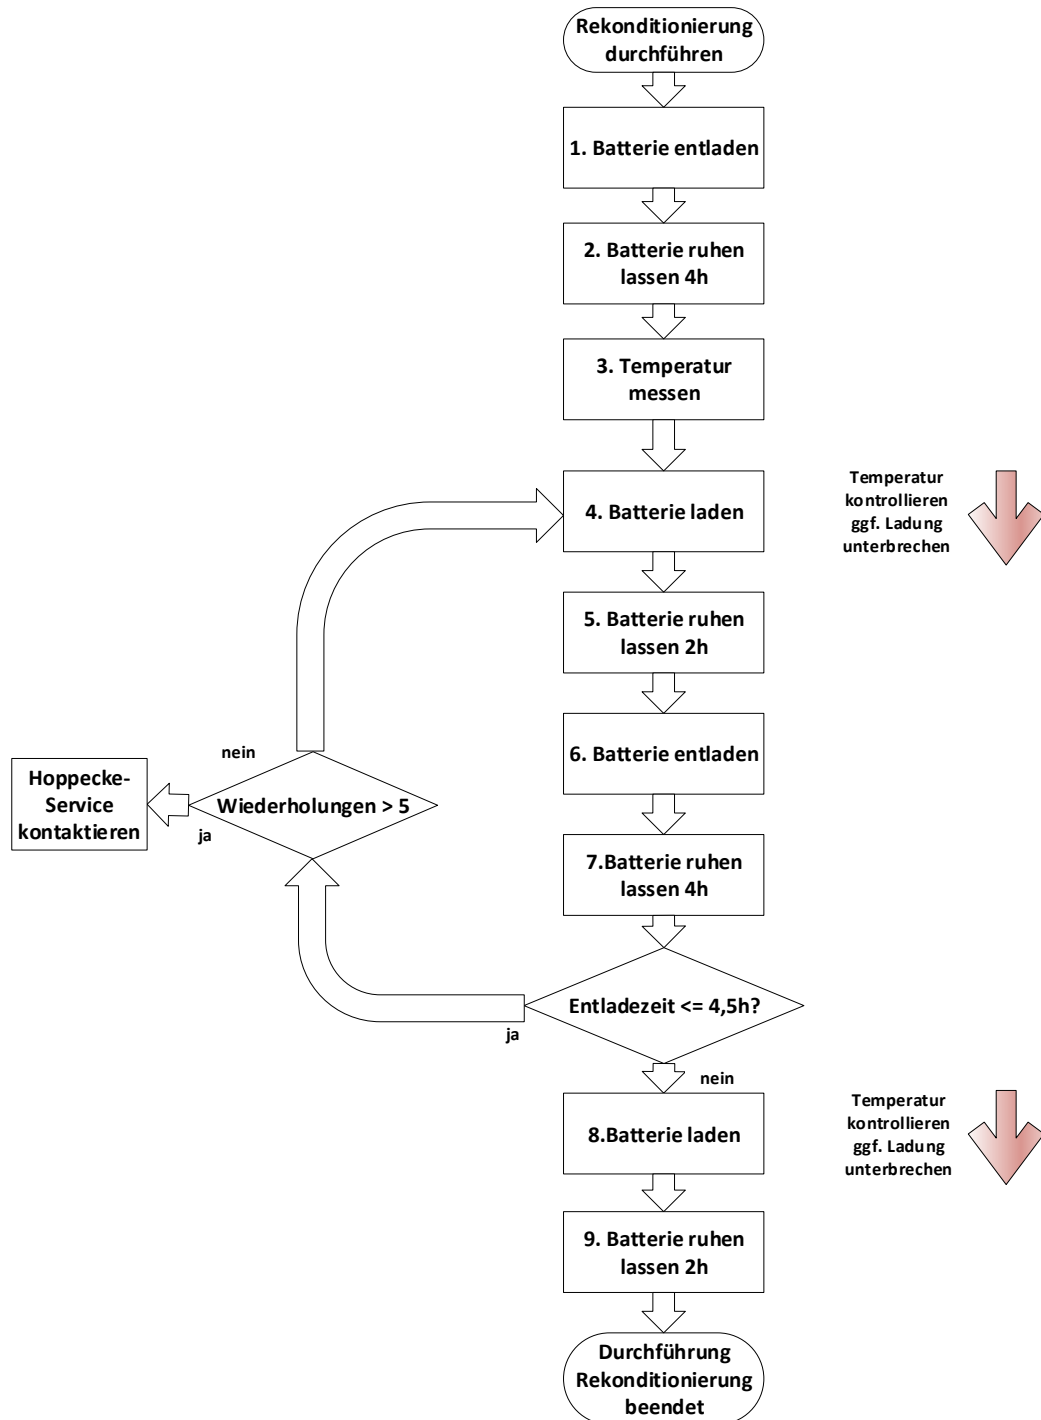 Rekonditionierung
durchführen
1. Batterie entladen
2. Batterie ruhen
lassen 4h
3. Temperatur
messen
4. Batterie laden
Temperatur
kontrollieren
ggf. Ladung
unterbrechen
5. Batterie ruhen
lassen 2h
6. Batterie entladen
nein
Hoppecke-
Service
kontaktieren
Wiederholungen > 5
ja
7.Batterie ruhen
lassen 4h
Entladezeit <= 4,5h?
ja
nein
8.Batterie laden
Temperatur
kontrollieren
ggf. Ladung
unterbrechen
9. Batterie ruhen
lassen 2h
Durchführung
Rekonditionierung
beendet